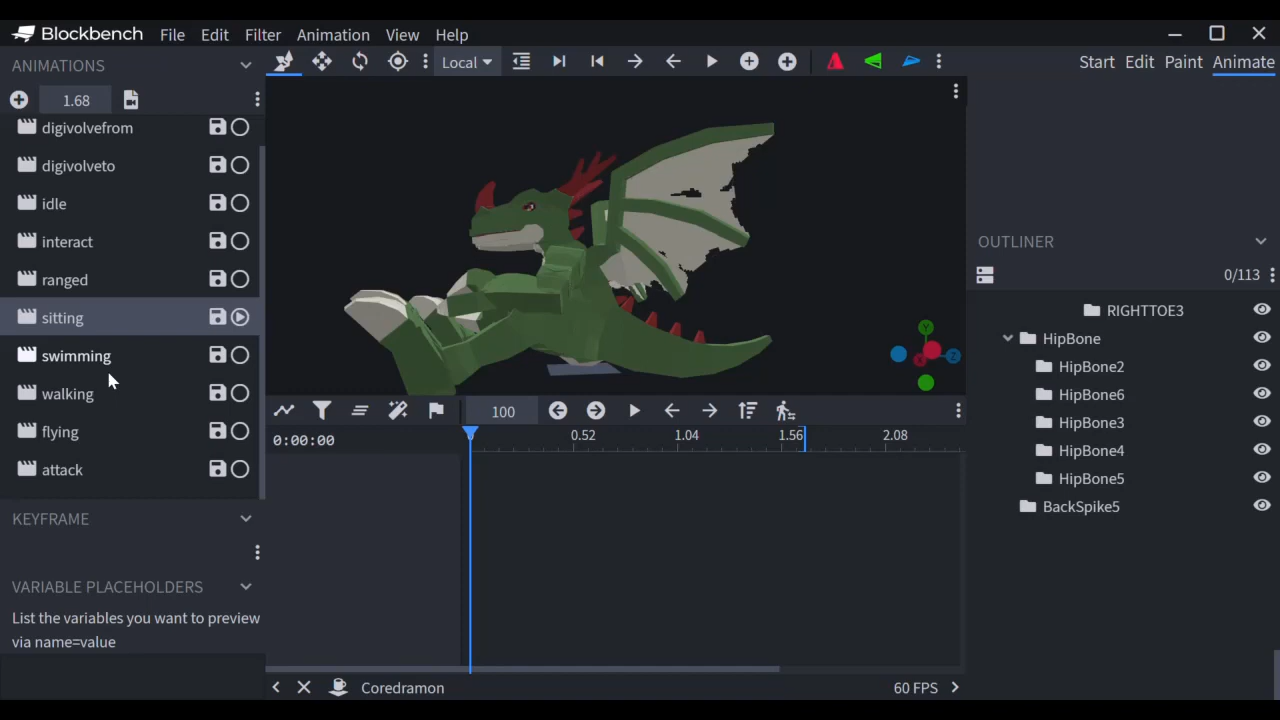 Blockbench File Edit Filter Animation View Help
ANIMATIONS
Local
Start Edit Paint Animate
1.68
digivolvefrom
digivolveto
idle
interact
ranged
sitting
swimming
walking
flying
attack
KEYFRAME
VARIABLE PLACEHOLDERS
List the variables you want to preview
via name=value
Y
X
Z
100
0:00:00
0 0.52 1.04 1.56 2.08
Coredramon
60 FPS
OUTLINER
0/113
RIGHTTOE3
HipBone
HipBone2
HipBone6
HipBone3
HipBone4
HipBone5
BackSpike5